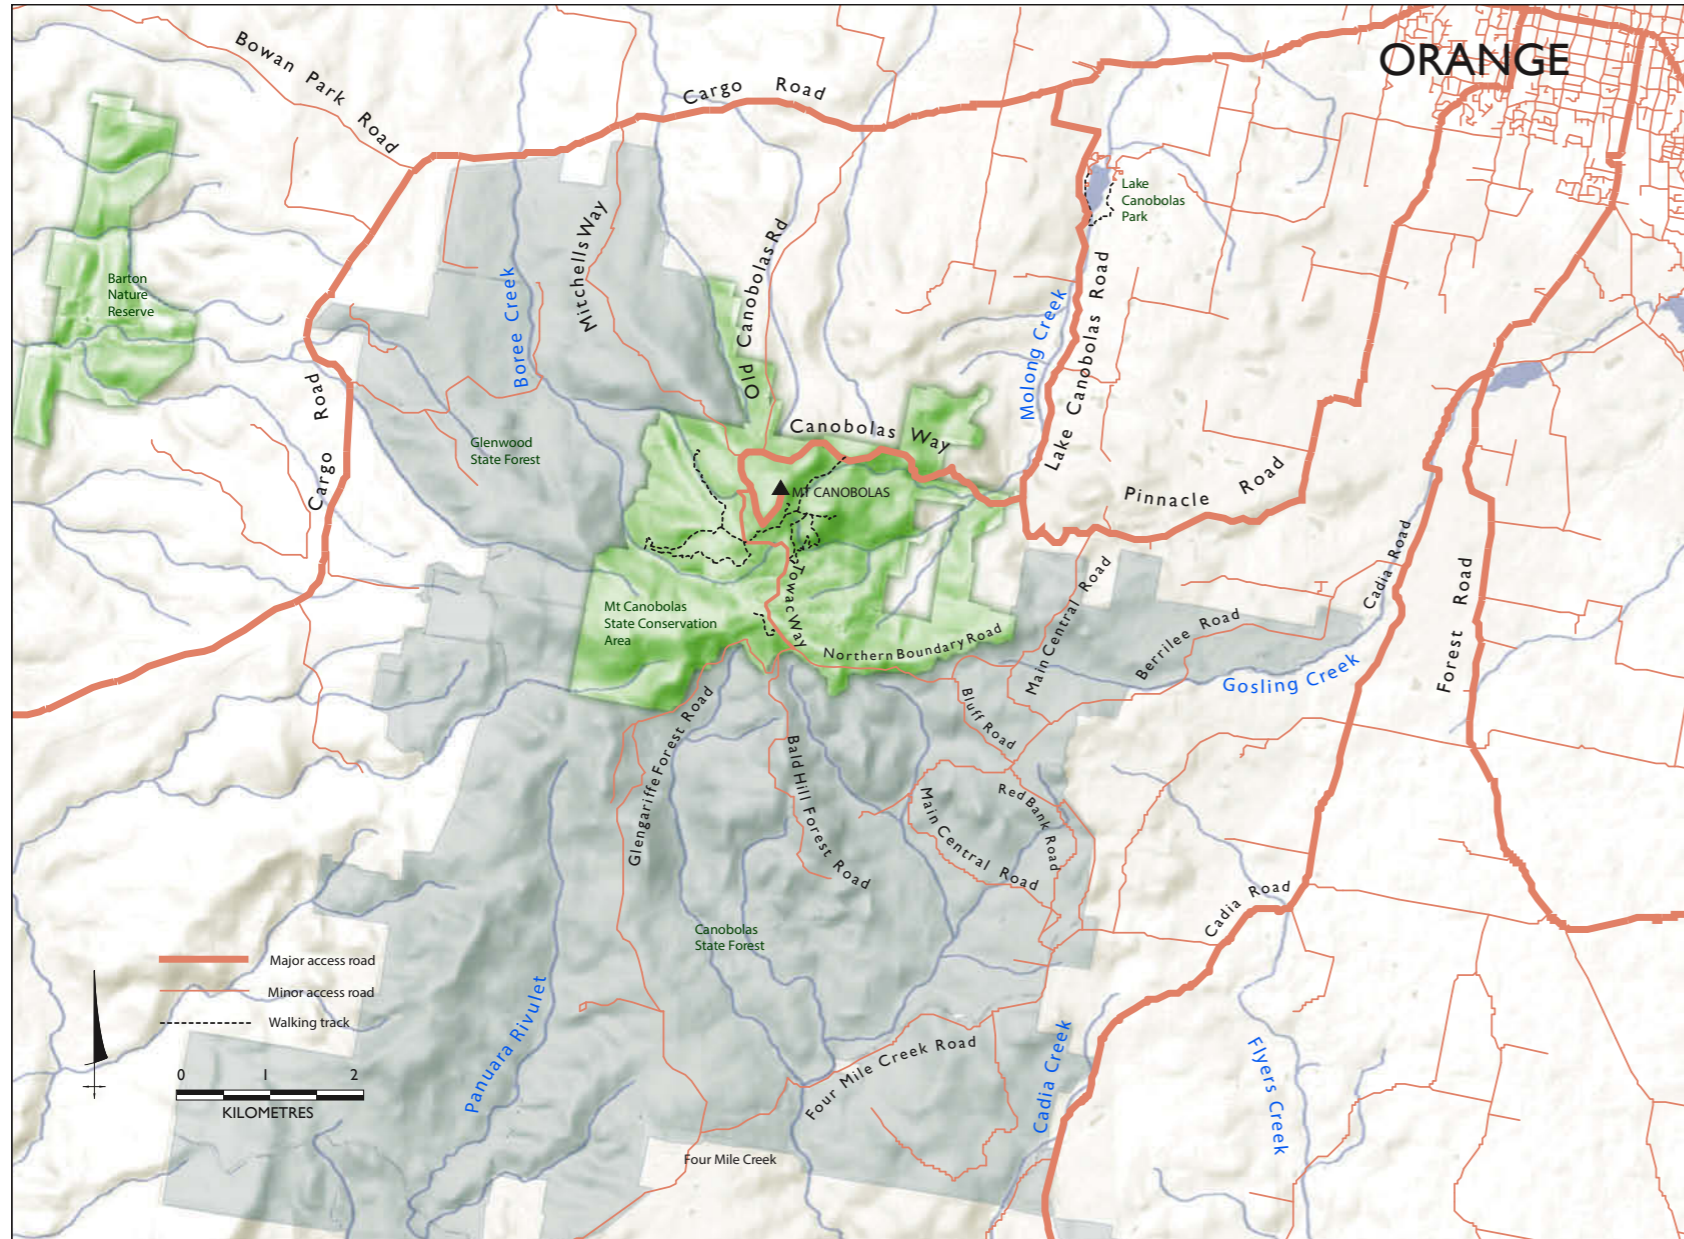 ORANGE
Bowan Park Road
Cargo Road
Lake
Canobolas
Park
Mitchells Way
Old Canobolas Rd
Barton
Nature
Reserve
Boree Creek
Molong Creek
Lake Canobolas Road
Cargo Road
Canobolas Way
Glenwood
State Forest
MT CANOBOLAS
Pinnacle Road
Cadia Road
Forest Road
Towac Way
Mt Canobolas
State Conservation
Area
Northern Boundary Road
Main Central Road
Berrilee Road
Gosling Creek
Bluff Road
Glengariffe Forest Road
Bald Hill Forest Road
Red Bank Road
Main Central Road
Cadia Road
Canobolas
State Forest
Major access road
Minor access road
Walking track
Panuara Rivulet
Four Mile Creek Road
Cadia Creek
Flyers Creek
0 1 2
KILOMETRES
Four Mile Creek